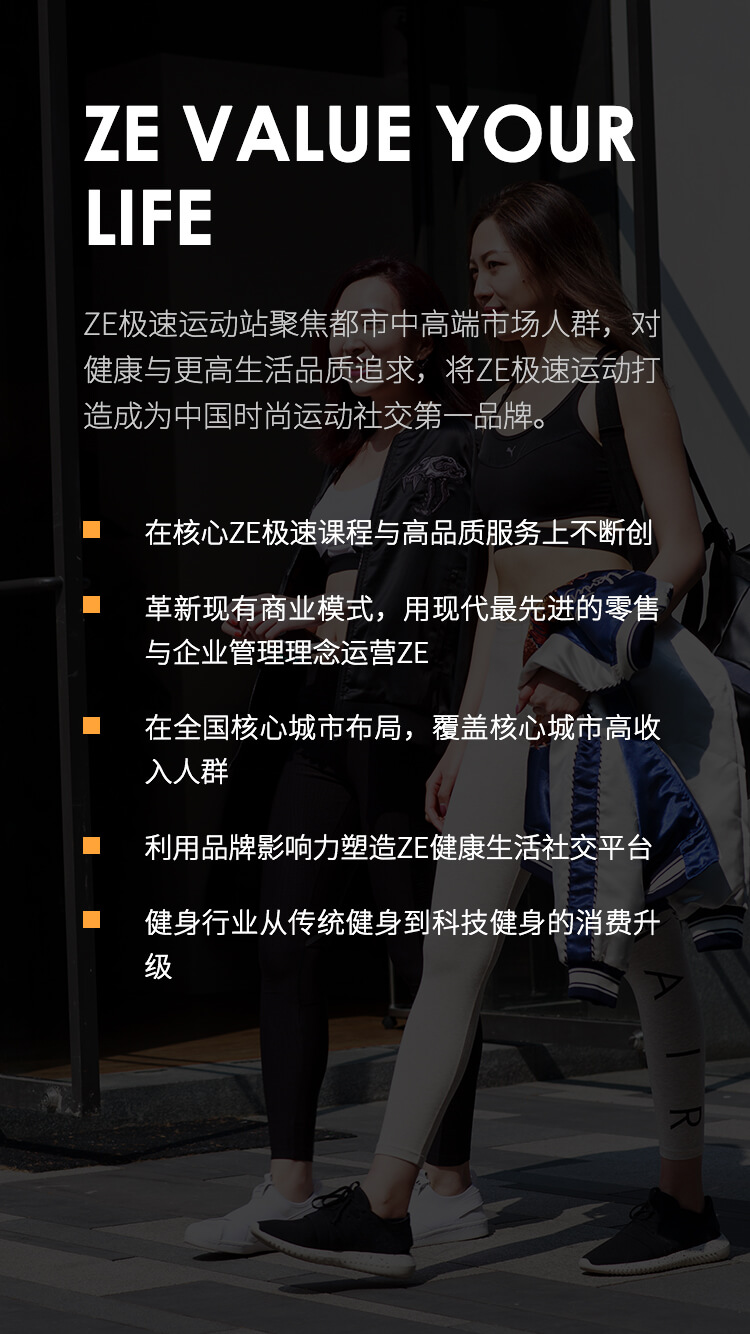 ZE VALUE YOUR
LIFE
ZE极速运动站聚焦都市中高端市场人群，对
健康与更高生活品质追求，将ZE极速运动打
造成为中国时尚运动社交第一品牌。
在核心ZE极速课程与高品质服务上不断创
革新现有商业模式，用现代最先进的零售
与企业管理理念运营ZE
在全国核心城市布局，覆盖核心城市高收
入人群
利用品牌影响力塑造ZE健康生活社交平台
健身行业从传统健身到科技健身的消费升
级
AIR